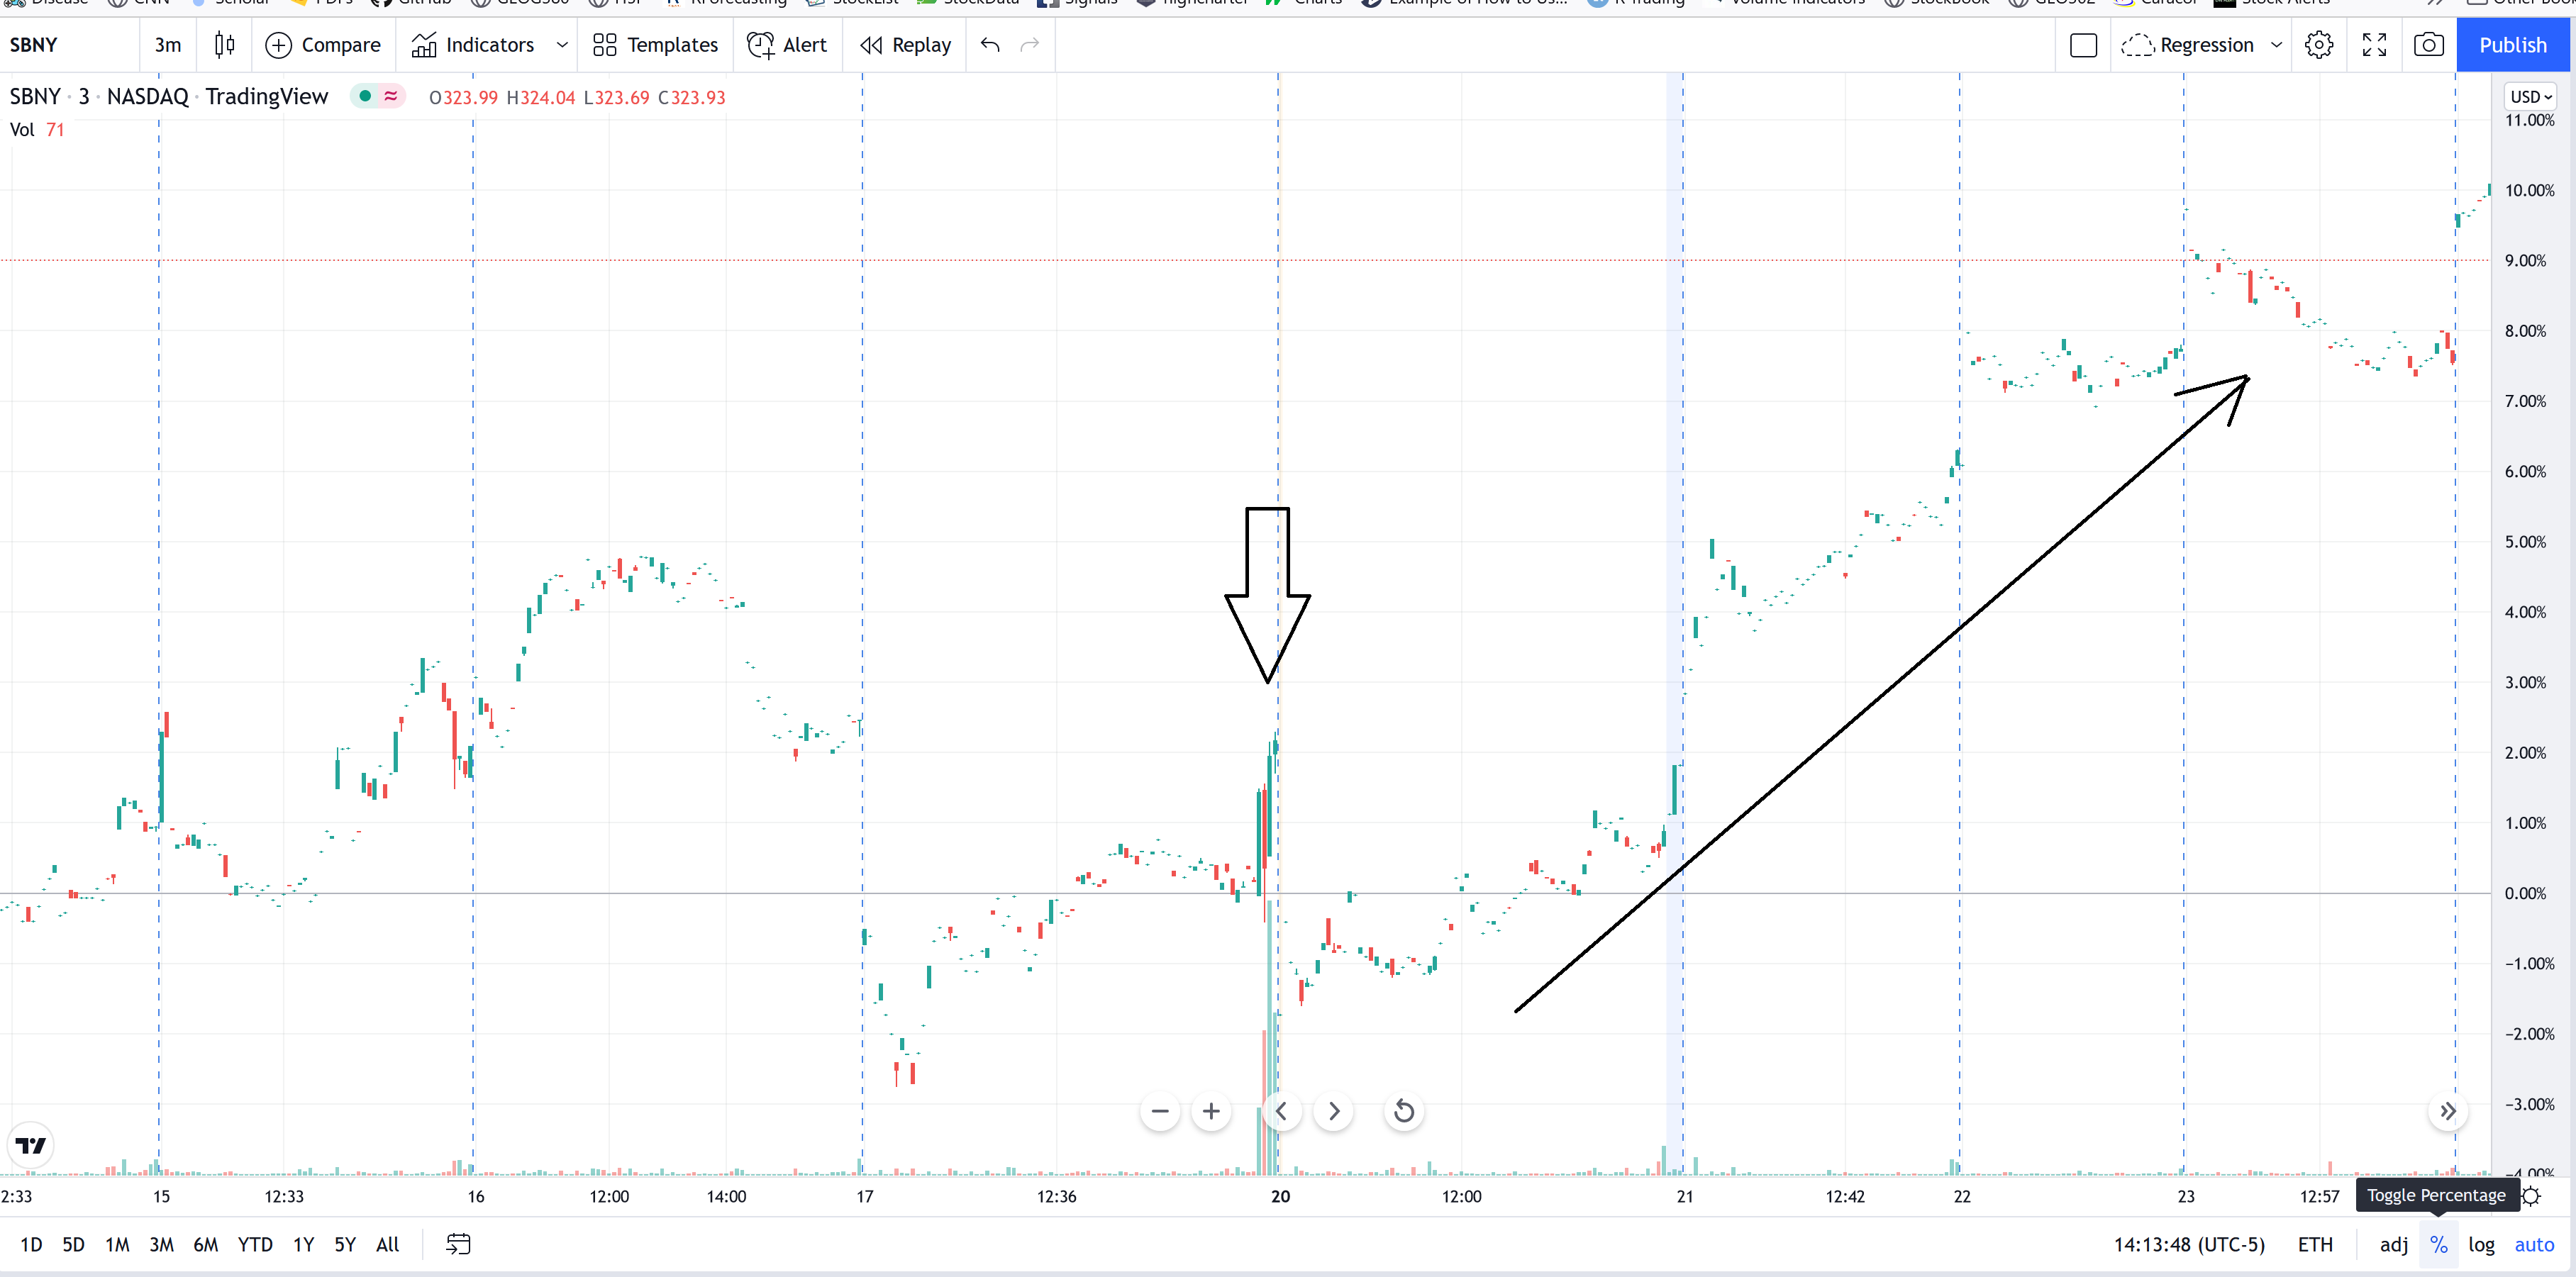 SBNY 3m Compare Indicators Templates Alert Replay Regression Publish
SBNY · 3 · NASDAQ · TradingView O323.99 H324.04 L323.69 C323.93
USD
Vol 71
11.00%
10.00%
9.00%
8.00%
7.00%
6.00%
5.00%
4.00%
3.00%
2.00%
1.00%
0.00%
−1.00%
−2.00%
−3.00%
−4.00%
2:33 15 12:33 16 12:00 14:00 17 12:36 20 12:00 21 12:42 22 23 12:57
Toggle Percentage
1D 5D 1M 3M 6M YTD 1Y 5Y All 14:13:48 (UTC-5) ETH adj % log auto